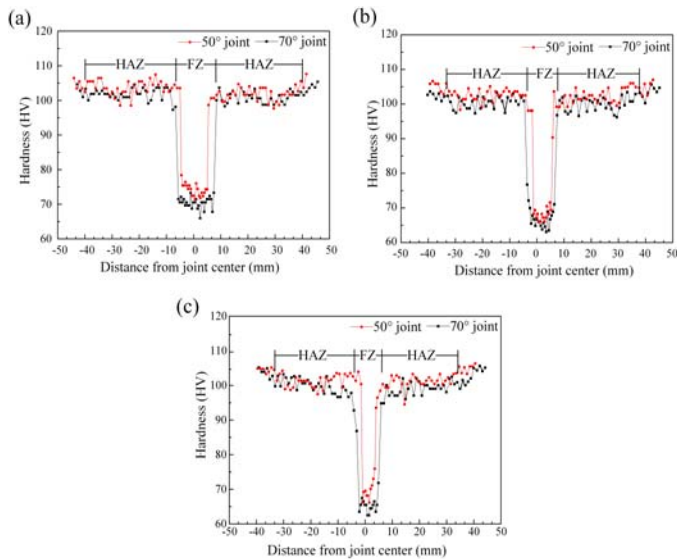 (a)
120
110
100
90
80
70
60
Hardness (HV)
50° joint 70° joint
HAZ FZ HAZ
-50 -40 -30 -20 -10 0 10 20 30 40 50
Distance from joint center (mm)
(b)
120
110
100
90
80
70
60
50
Hardness (HV)
50° joint 70° joint
HAZ FZ HAZ
-50 -40 -30 -20 -10 0 10 20 30 40 50
Distance from joint center (mm)
(c)
120
110
100
90
80
70
60
Hardness (HV)
50° joint 70° joint
HAZ FZ HAZ
-50 -40 -30 -20 -10 0 10 20 30 40 50
Distance from joint center (mm)